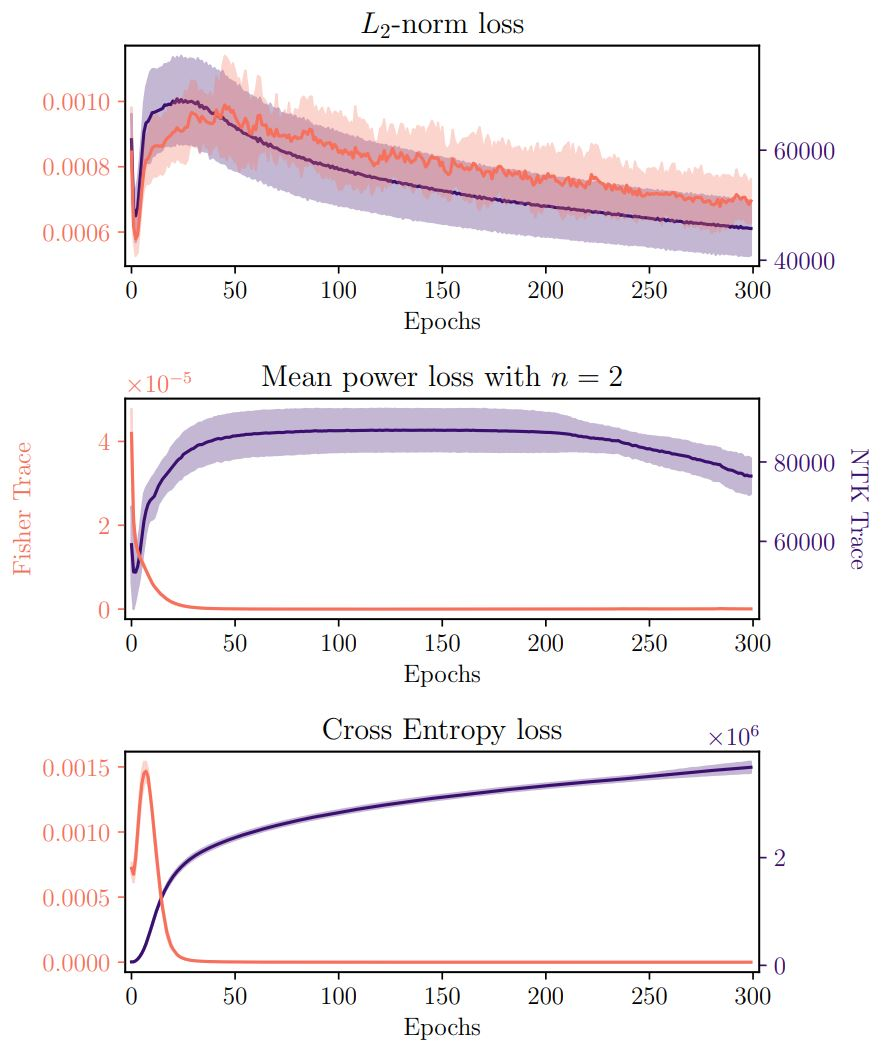 L₂-norm loss
0.0010
0.0008
0.0006
60000
40000
0 50 100 150 200 250 300
Epochs
×10⁻⁵
Mean power loss with n = 2
Fisher Trace
4
2
0
80000
60000
NTK Trace
0 50 100 150 200 250 300
Epochs
Cross Entropy loss
×10⁶
0.0015
0.0010
0.0005
0.0000
2
0
0 50 100 150 200 250 300
Epochs